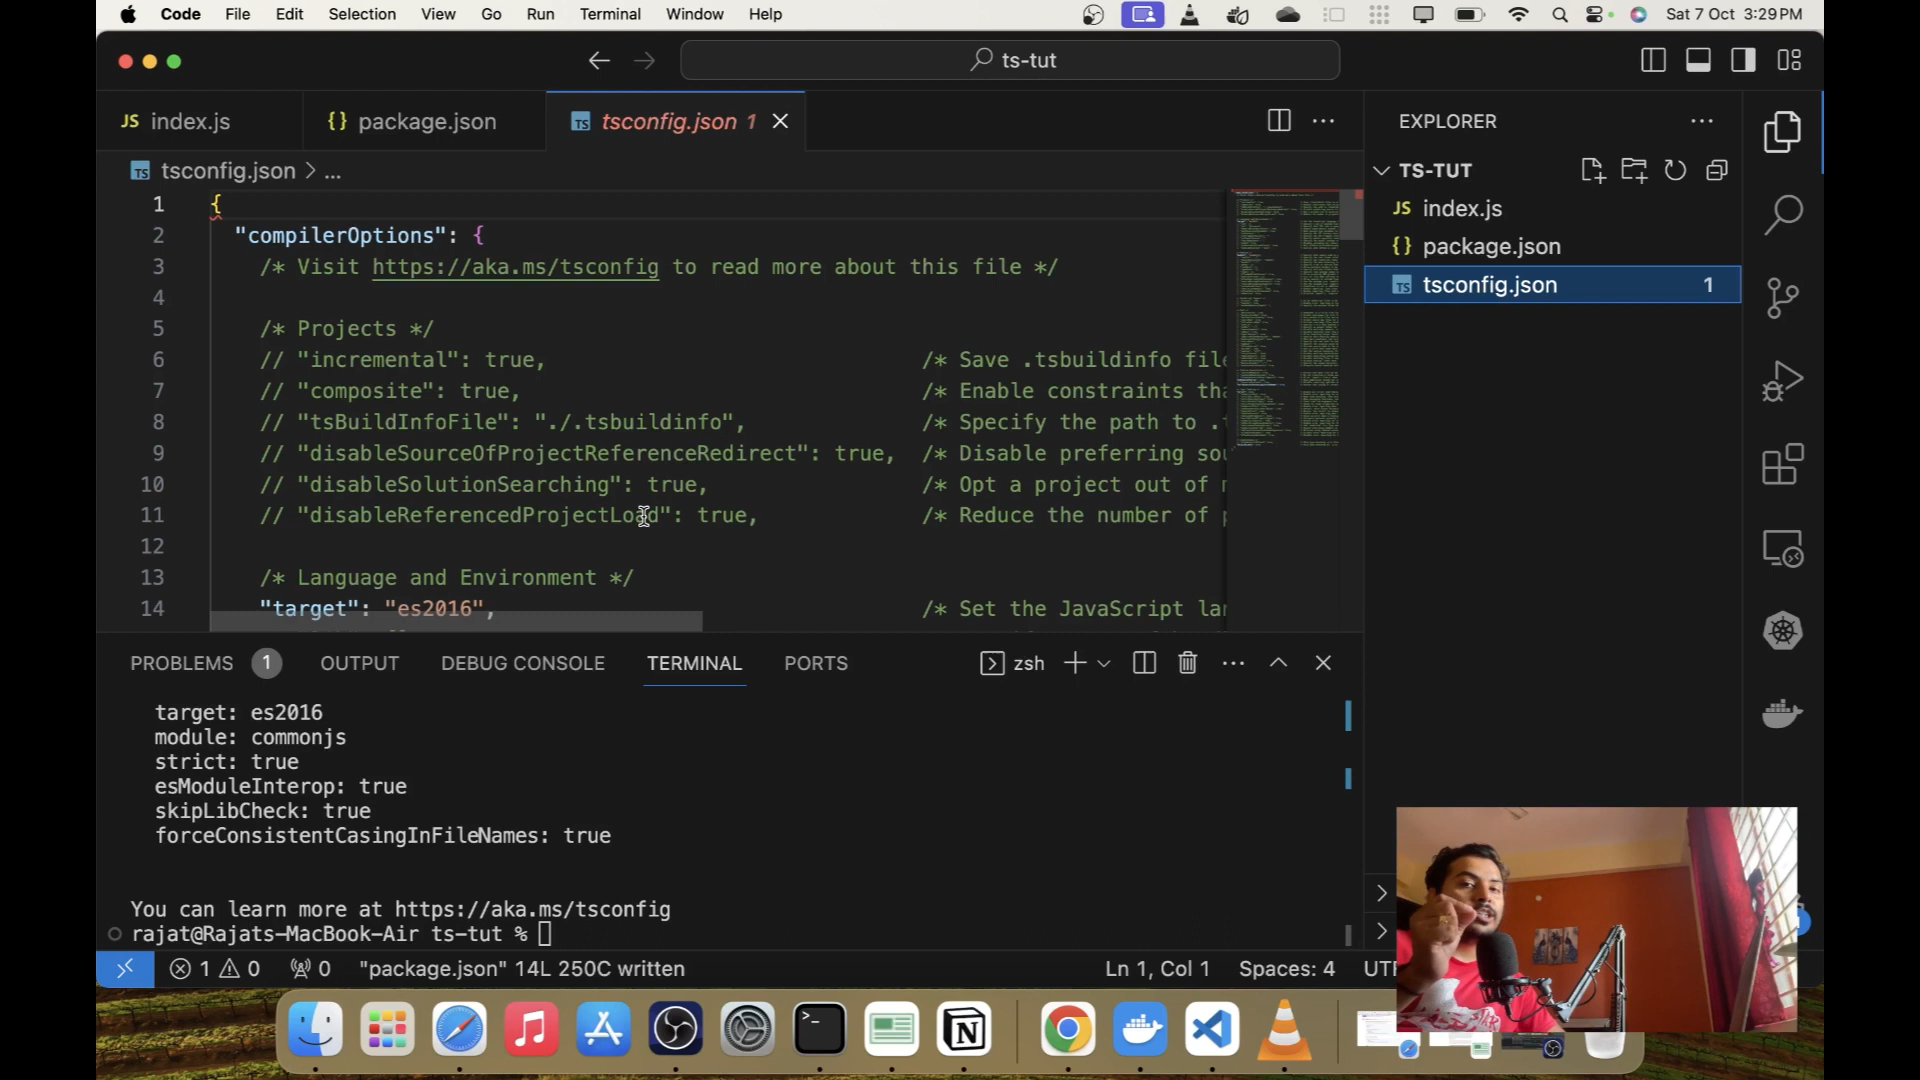 Code File Edit Selection View Go Run Terminal Window Help Sat 7 Oct 3:29 PM
ts-tut
JS index.js {} package.json TS tsconfig.json 1
TS tsconfig.json > ...
1 {
2 "compilerOptions": {
3 /* Visit https://aka.ms/tsconfig to read more about this file */
4
5 /* Projects */
6 // "incremental": true, /* Save .tsbuildinfo file
7 // "composite": true, /* Enable constraints tha
8 // "tsBuildInfoFile": "./.tsbuildinfo", /* Specify the path to .t
9 // "disableSourceOfProjectReferenceRedirect": true, /* Disable preferring sou
10 // "disableSolutionSearching": true, /* Opt a project out of m
11 // "disableReferencedProjectLoad": true, /* Reduce the number of p
12
13 /* Language and Environment */
14 "target": "es2016", /* Set the JavaScript lan
EXPLORER
TS-TUT
JS index.js
{} package.json
TS tsconfig.json 1
PROBLEMS 1 OUTPUT DEBUG CONSOLE TERMINAL PORTS zsh
target: es2016
module: commonjs
strict: true
esModuleInterop: true
skipLibCheck: true
forceConsistentCasingInFileNames: true
You can learn more at https://aka.ms/tsconfig
rajat@Rajats-MacBook-Air ts-tut %
1 0 0 "package.json" 14L 250C written Ln 1, Col 1 Spaces: 4 UTF